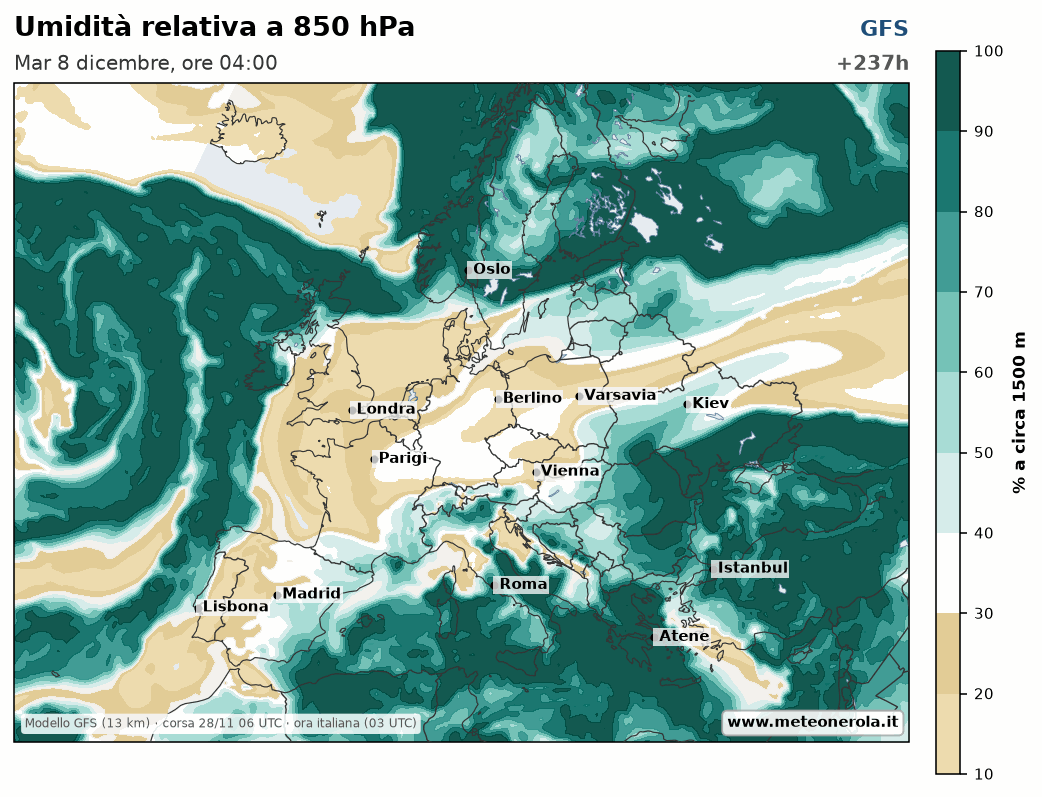 Umidità relativa a 850 hPa
GFS
Mar 8 dicembre, ore 04:00
+237h
100
90
80
70
60
50
40
30
20
10
% a circa 1500 m
Oslo
Londra
Berlino
Varsavia
Kiev
Parigi
Vienna
Istanbul
Roma
Madrid
Lisbona
Atene
Modello GFS (13 km) · corsa 28/11 06 UTC · ora italiana (03 UTC)
www.meteonerola.it